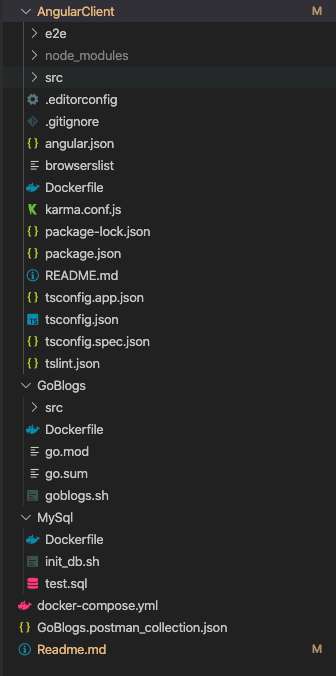 AngularClient M
e2e
node_modules
src
.editorconfig
.gitignore
{} angular.json
browserslist
Dockerfile
karma.conf.js
{} package-lock.json
{} package.json
README.md
{} tsconfig.app.json
TS tsconfig.json
{} tsconfig.spec.json
{} tslint.json
GoBlogs
src
Dockerfile
go.mod
go.sum
goblogs.sh
MySql
Dockerfile
init_db.sh
test.sql
docker-compose.yml
{} GoBlogs.postman_collection.json
Readme.md M